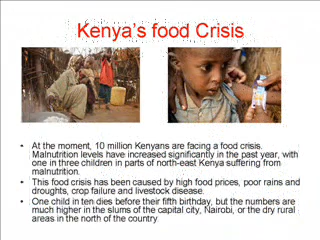 Kenya's food Crisis
• At the moment, 10 million Kenyans are facing a food crisis.
Malnutrition levels have increased significantly in the past year, with
one in three children in parts of north-east Kenya suffering from
malnutrition.
• This food crisis has been caused by high food prices, poor rains and
droughts, crop failure and livestock disease.
• One child in ten dies before their fifth birthday, but the numbers are
much higher in the slums of the capital city, Nairobi, or the dry rural
areas in the north of the country